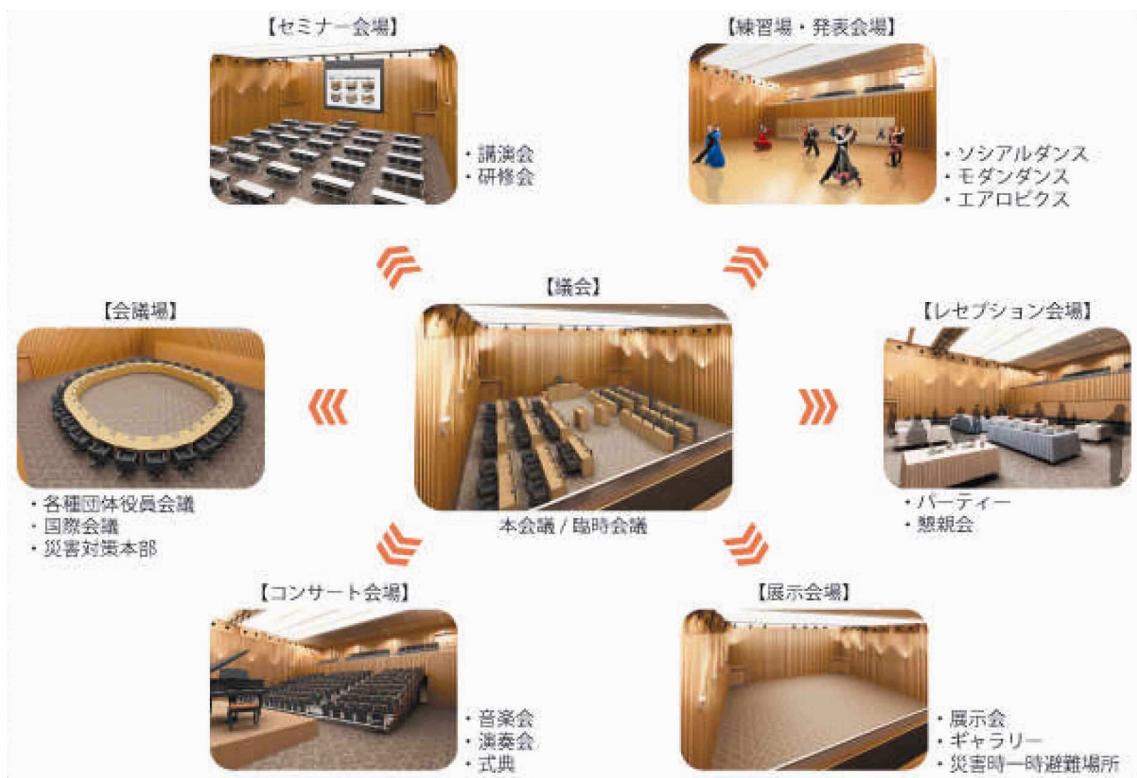 【セミナー会場】
・講演会
・研修会
【練習場・発表会場】
・ソシアルダンス
・モダンダンス
・エアロビクス
【会議場】
・各種団体役員会議
・国際会議
・災害対策本部
【議会】
本会議 / 臨時会議
【レセプション会場】
・パーティー
・懇親会
【コンサート会場】
・音楽会
・演奏会
・式典
【展示会場】
・展示会
・ギャラリー
・災害時一時避難場所